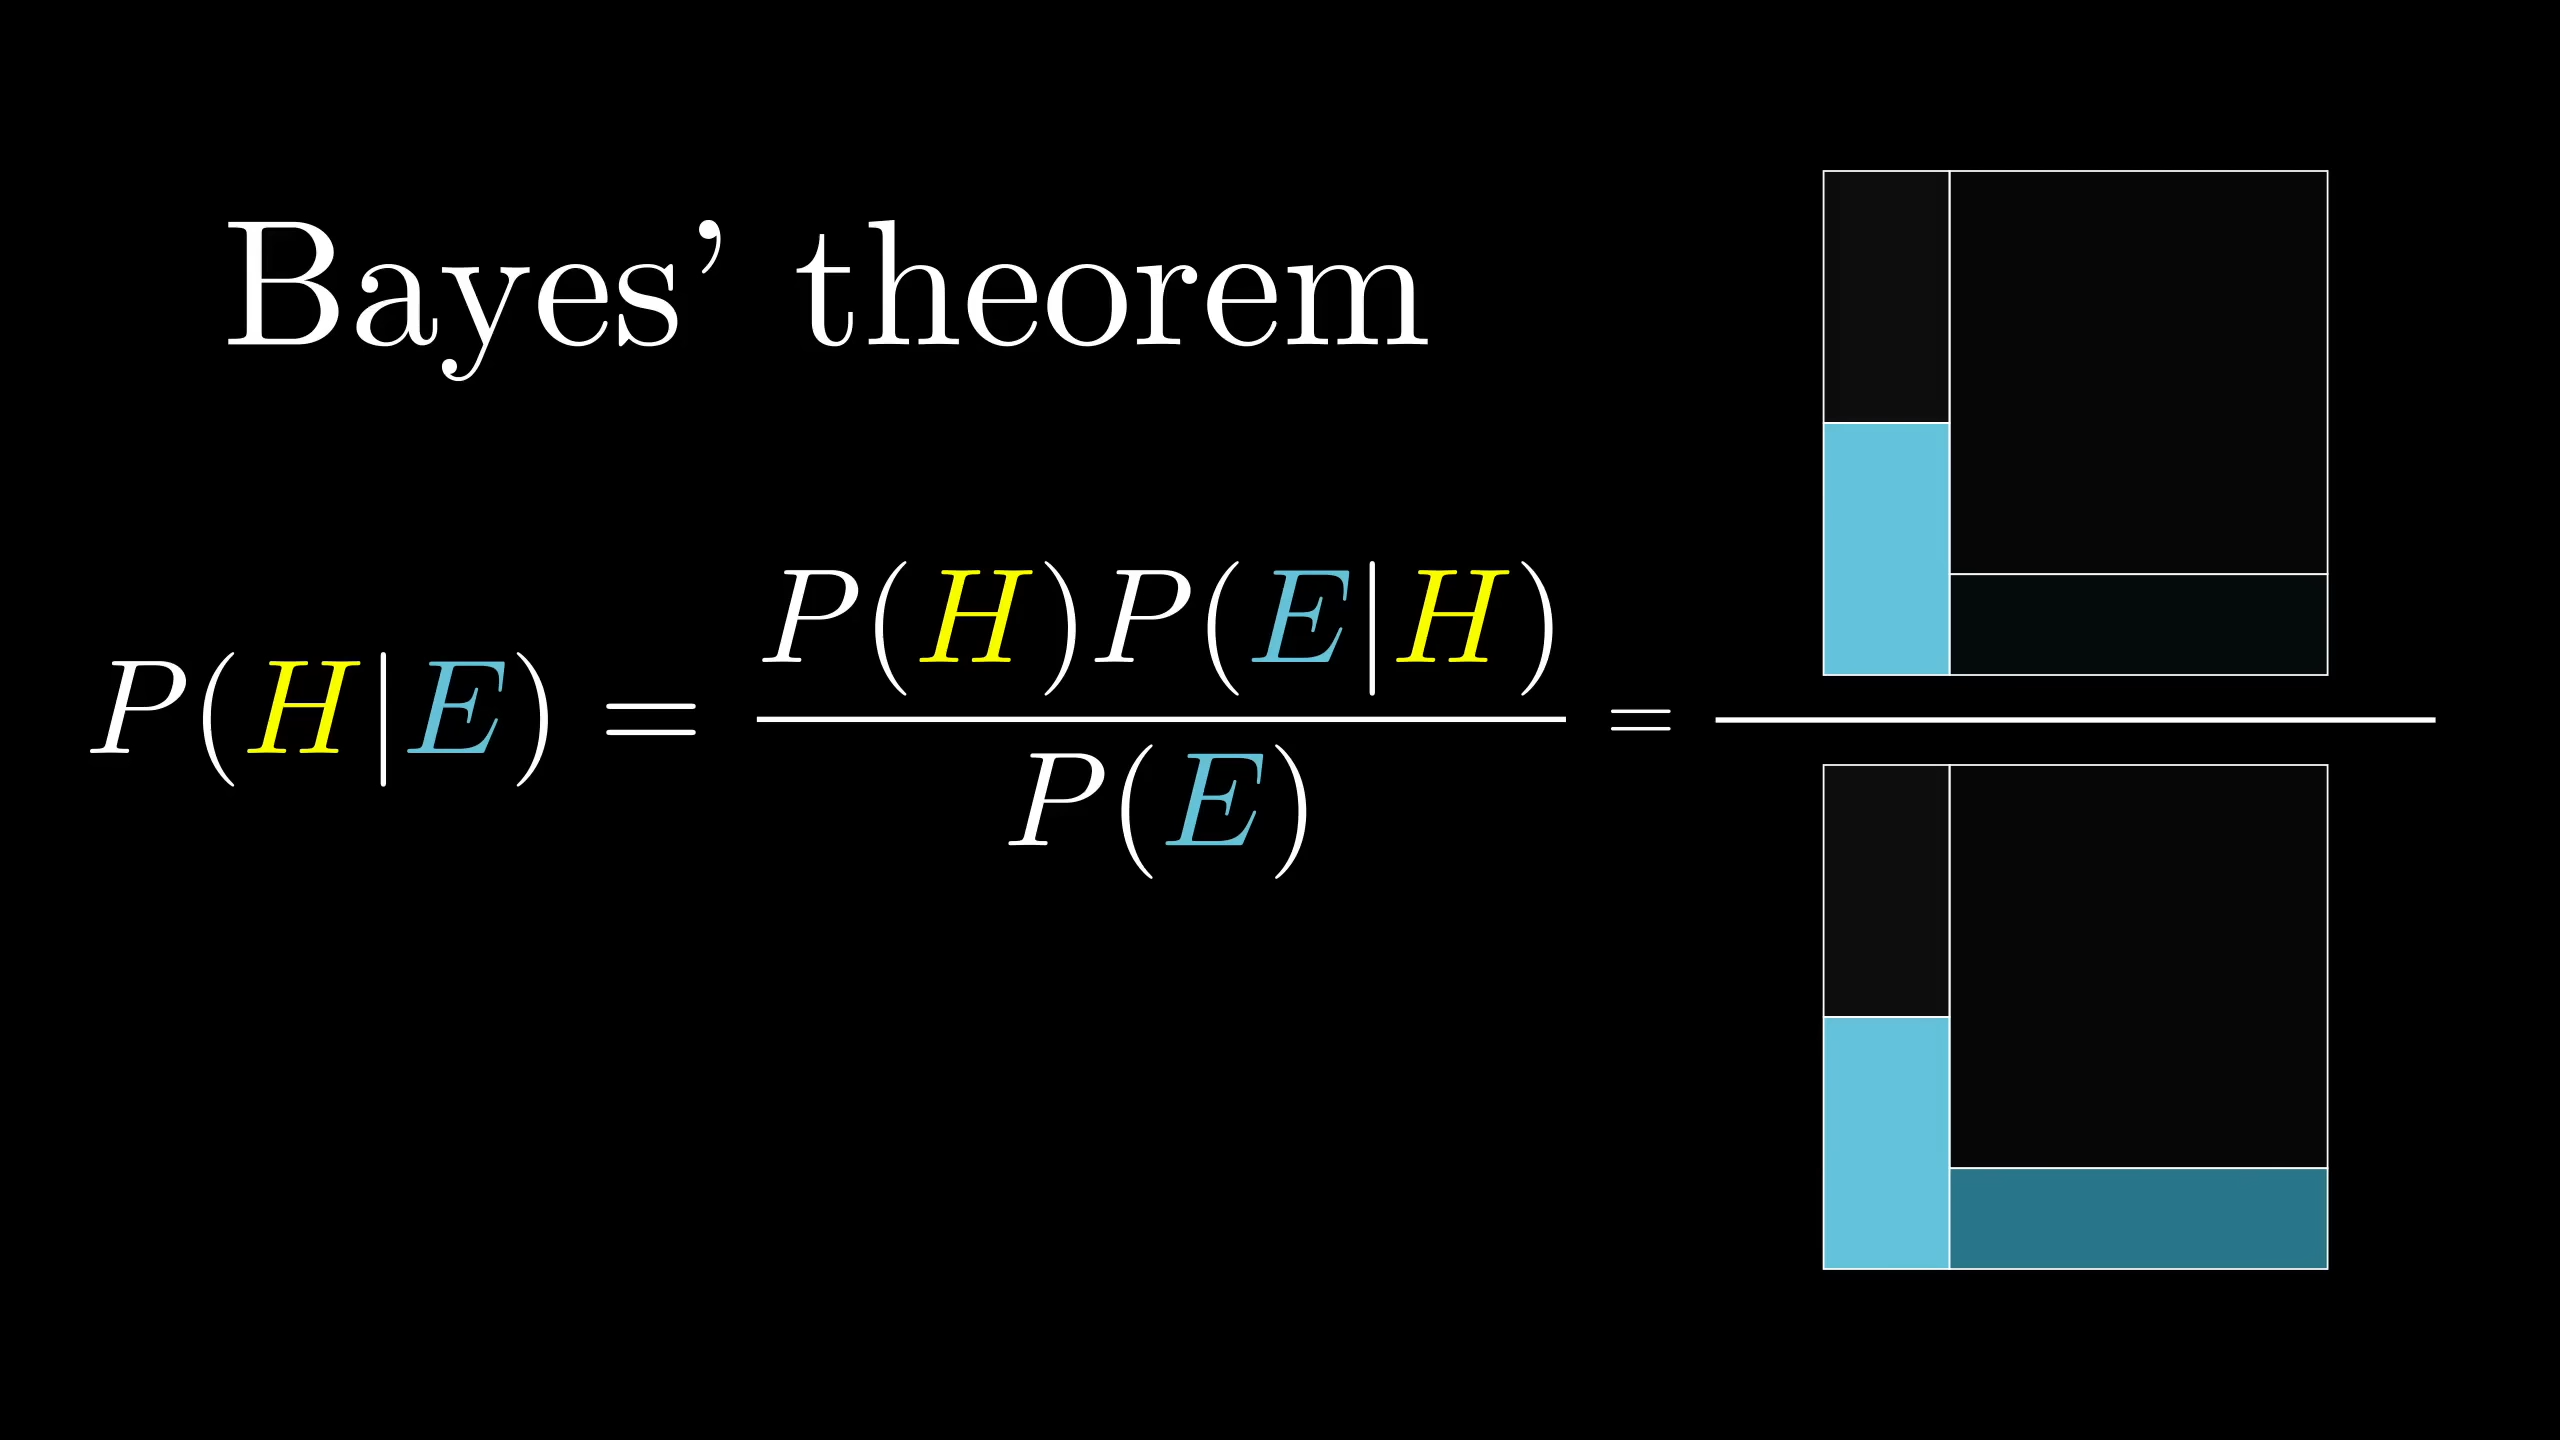 Bayes’ theorem
P(H|E) = P(H)P(E|H) / P(E) =